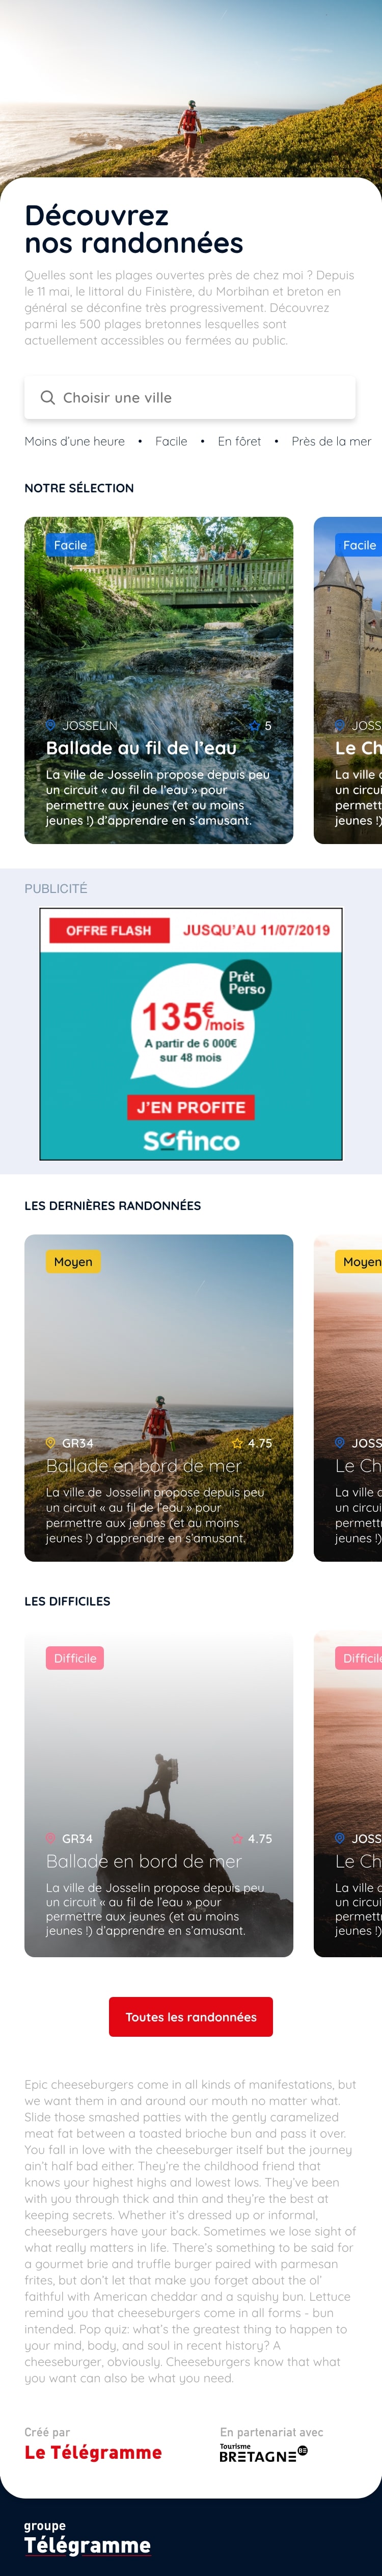 Découvrez
nos randonnées
Quelles sont les plages ouvertes près de chez moi ? Depuis
le 11 mai, le littoral du Finistère, du Morbihan et breton en
général se déconfine très progressivement. Découvrez
parmi les 500 plages bretonnes lesquelles sont
actuellement accessibles ou fermées au public.
Choisir une ville
Moins d’une heure • Facile • En fôret • Près de la mer
NOTRE SÉLECTION
Facile
JOSSELIN 5
Ballade au fil de l’eau
La ville de Josselin propose depuis peu
un circuit « au fil de l’eau » pour
permettre aux jeunes (et au moins
jeunes !) d’apprendre en s’amusant.
Facile
JOSS
Le Ch
La ville d
un circui
permett
jeunes !)
PUBLICITÉ
OFFRE FLASH JUSQU’AU 11/07/2019
Prêt
Perso
135€/mois
A partir de 6 000€
sur 48 mois
J’EN PROFITE
Sofinco
LES DERNIÈRES RANDONNÉES
Moyen
GR34 4.75
Ballade en bord de mer
La ville de Josselin propose depuis peu
un circuit « au fil de l’eau » pour
permettre aux jeunes (et au moins
jeunes !) d’apprendre en s’amusant.
Moyen
JOSS
Le Ch
La ville d
un circui
permett
jeunes !)
LES DIFFICILES
Difficile
GR34 4.75
Ballade en bord de mer
La ville de Josselin propose depuis peu
un circuit « au fil de l’eau » pour
permettre aux jeunes (et au moins
jeunes !) d’apprendre en s’amusant.
Difficile
JOSS
Le Ch
La ville d
un circui
permett
jeunes !)
Toutes les randonnées
Epic cheeseburgers come in all kinds of manifestations, but
we want them in and around our mouth no matter what.
Slide those smashed patties with the gently caramelized
meat fat between a toasted brioche bun and pass it over.
You fall in love with the cheeseburger itself but the journey
ain’t half bad either. They’re the childhood friend that
knows your highest highs and lowest lows. They’ve been
with you through thick and thin and they’re the best at
keeping secrets. Whether it’s dressed up or informal,
cheeseburgers have your back. Sometimes we lose sight of
what really matters in life. There’s something to be said for
a gourmet brie and truffle burger paired with parmesan
frites, but don’t let that make you forget about the ol’
faithful with American cheddar and a squishy bun. Lettuce
remind you that cheeseburgers come in all forms - bun
intended. Pop quiz: what’s the greatest thing to happen to
your mind, body, and soul in recent history? A
cheeseburger, obviously. Cheeseburgers know that what
you want can also be what you need.
Créé par
Le Télégramme
En partenariat avec
Tourisme
BRETAGNE BE
groupe
Télégramme